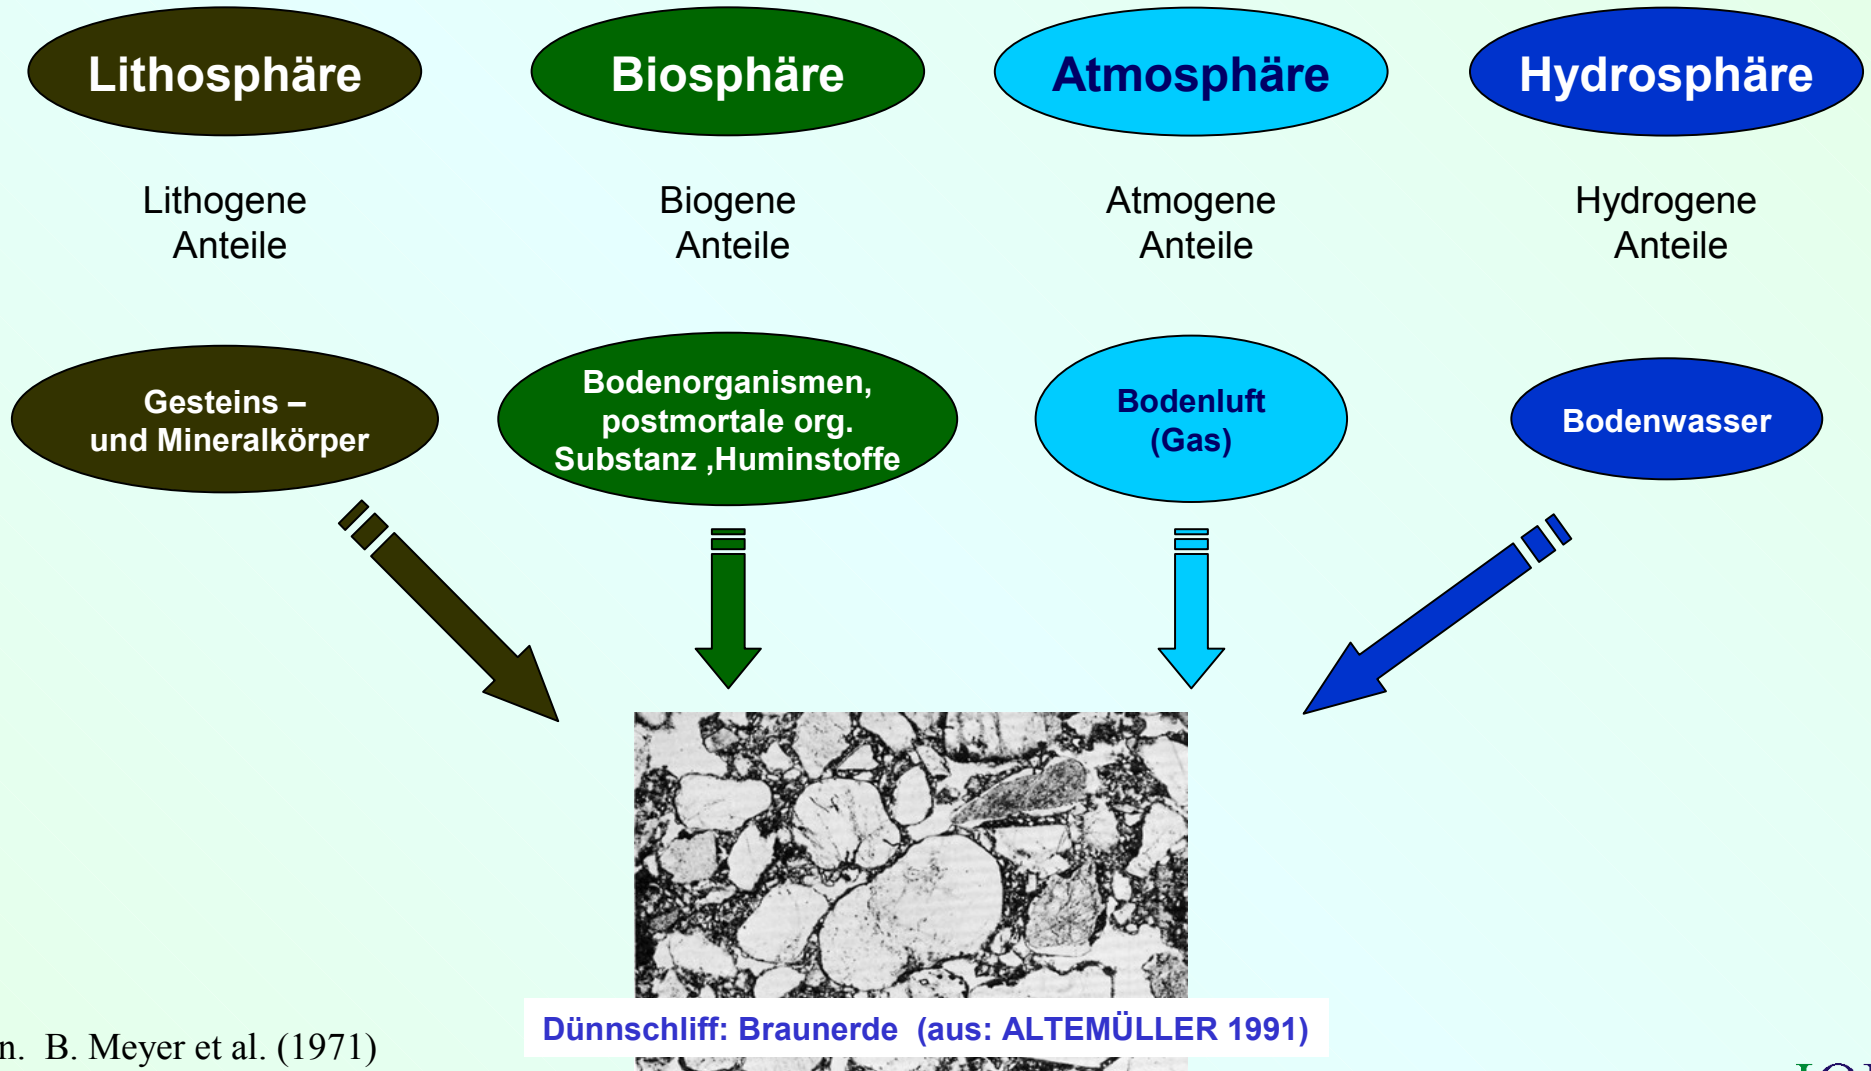 Lithosphäre
Biosphäre
Atmosphäre
Hydrosphäre
Lithogene
Anteile
Biogene
Anteile
Atmogene
Anteile
Hydrogene
Anteile
Gesteins –
und Mineralkörper
Bodenorganismen,
postmortale org.
Substanz ,Huminstoffe
Bodenluft
(Gas)
Bodenwasser
Dünnschliff: Braunerde (aus: ALTEMÜLLER 1991)
n. B. Meyer et al. (1971)